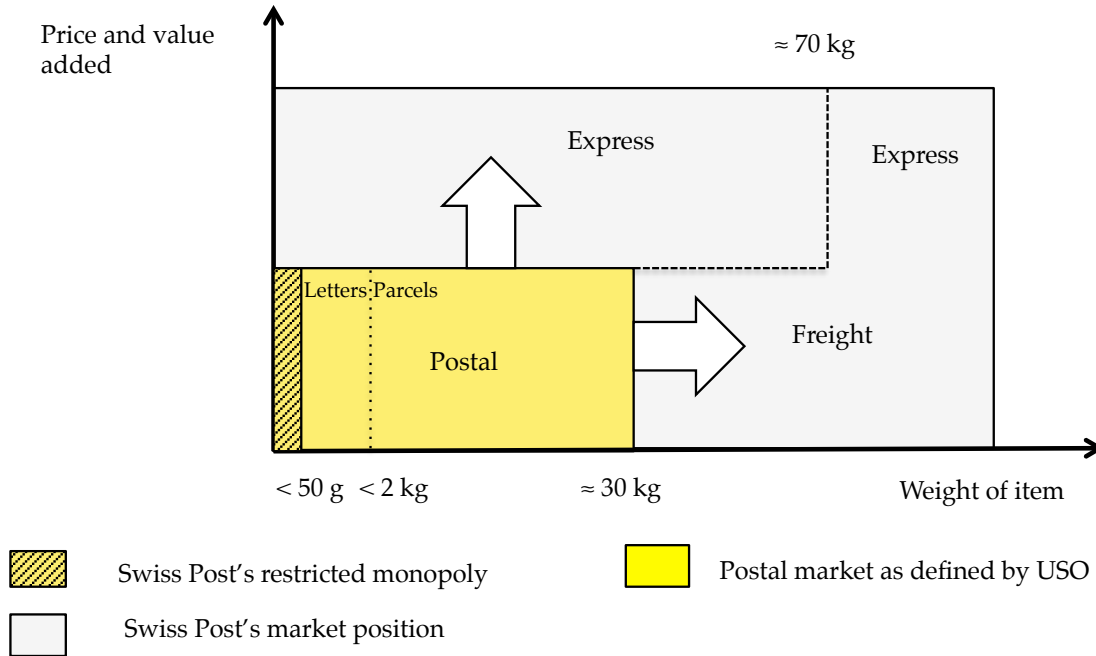 Price and value
added
≈ 70 kg
Express
Express
Letters Parcels
Freight
Postal
< 50 g
< 2 kg
≈ 30 kg
Weight of item
Swiss Post's restricted monopoly
Postal market as defined by USO
Swiss Post's market position